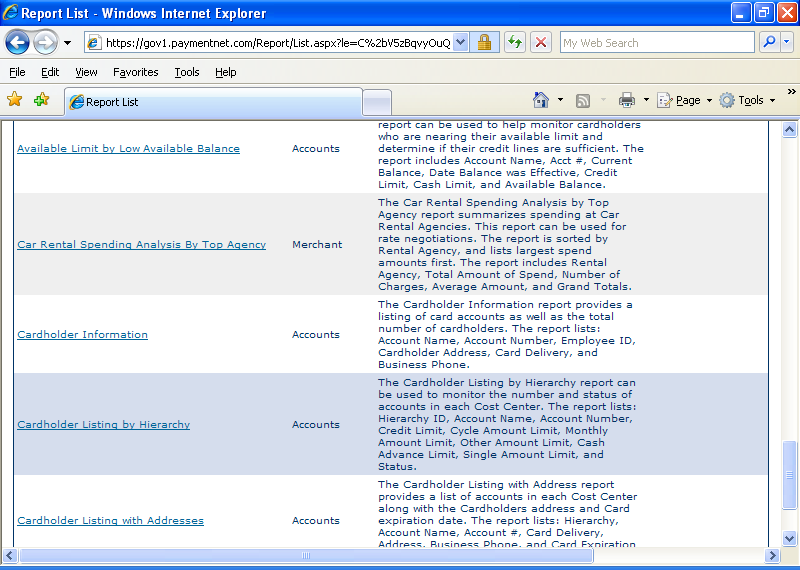 Report List - Windows Internet Explorer
https://gov1.paymentnet.com/Report/List.aspx?le=C%2bV5zBqvyOuQ
My Web Search
File Edit View Favorites Tools Help
Report List
Page Tools »
report can be used to help monitor cardholders
who are nearing their available limit and
Available Limit by Low Available Balance Accounts determine if their credit lines are sufficient. The
report includes Account Name, Acct #, Current
Balance, Date Balance was Effective, Credit
Limit, Cash Limit, and Available Balance.
The Car Rental Spending Analysis by Top
Agency report summarizes spending at Car
Rental Agencies. This report can be used for
rate negotiations. The report is sorted by
Car Rental Spending Analysis By Top Agency Merchant Rental Agency, and lists largest spend
amounts first. The report includes Rental
Agency, Total Amount of Spend, Number of
Charges, Average Amount, and Grand Totals.
The Cardholder Information report provides a
listing of card accounts as well as the total
number of cardholders. The report lists:
Cardholder Information Accounts Account Name, Account Number, Employee ID,
Cardholder Address, Card Delivery, and
Business Phone.
The Cardholder Listing by Hierarchy report can
be used to monitor the number and status of
accounts in each Cost Center. The report lists:
Hierarchy ID, Account Name, Account Number,
Cardholder Listing by Hierarchy Accounts Credit Limit, Cycle Amount Limit, Monthly
Amount Limit, Other Amount Limit, Cash
Advance Limit, Single Amount Limit, and
Status.
The Cardholder Listing with Address report
provides a list of accounts in each Cost Center
along with the Cardholders address and Card
Cardholder Listing with Addresses Accounts expiration date. The report lists: Hierarchy,
Account Name, Account #, Card Delivery,
Address, Business Phone, and Card Expiration